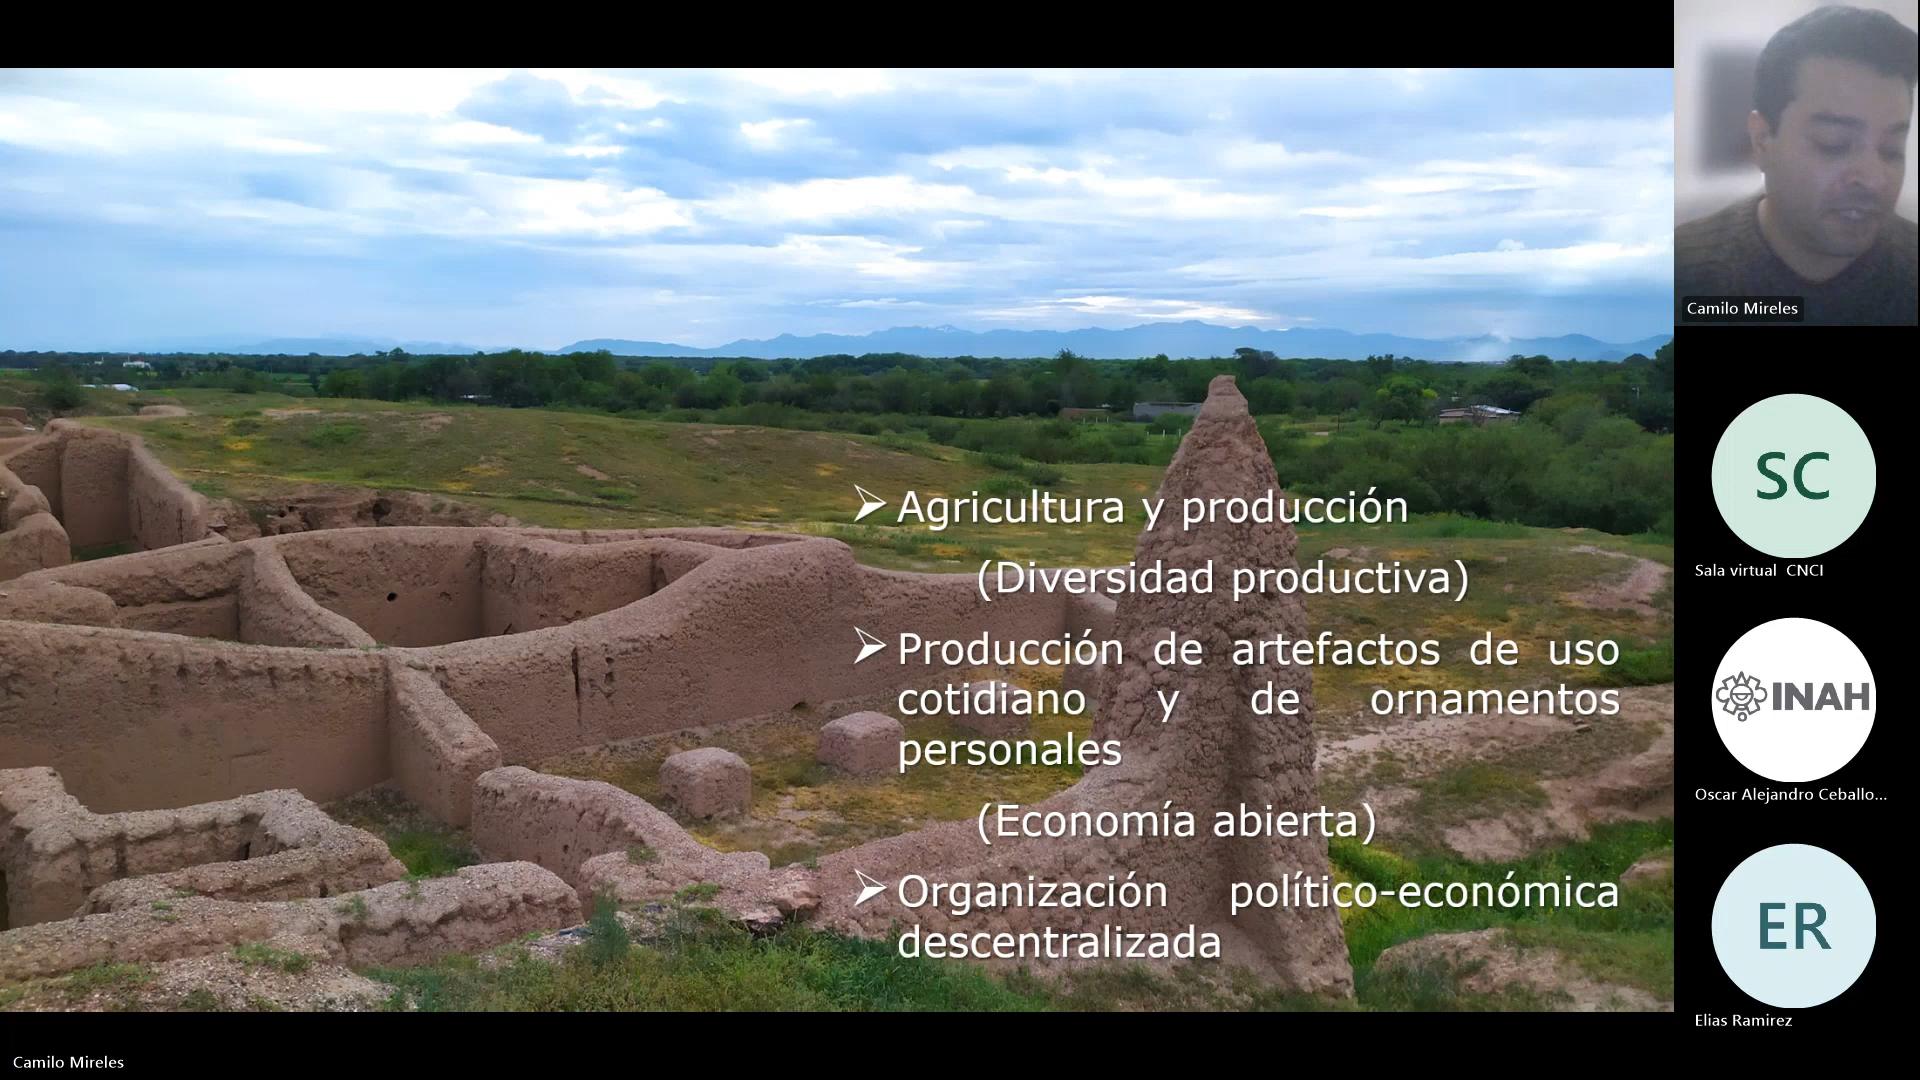 Agricultura y producción
(Diversidad productiva)
Producción de artefactos de uso
cotidiano y de ornamentos
personales
(Economía abierta)
Organización político-económica
descentralizada
Camilo Mireles
Camilo Mireles
SC
Sala virtual CNCI
INAH
Oscar Alejandro Ceballo...
ER
Elias Ramirez